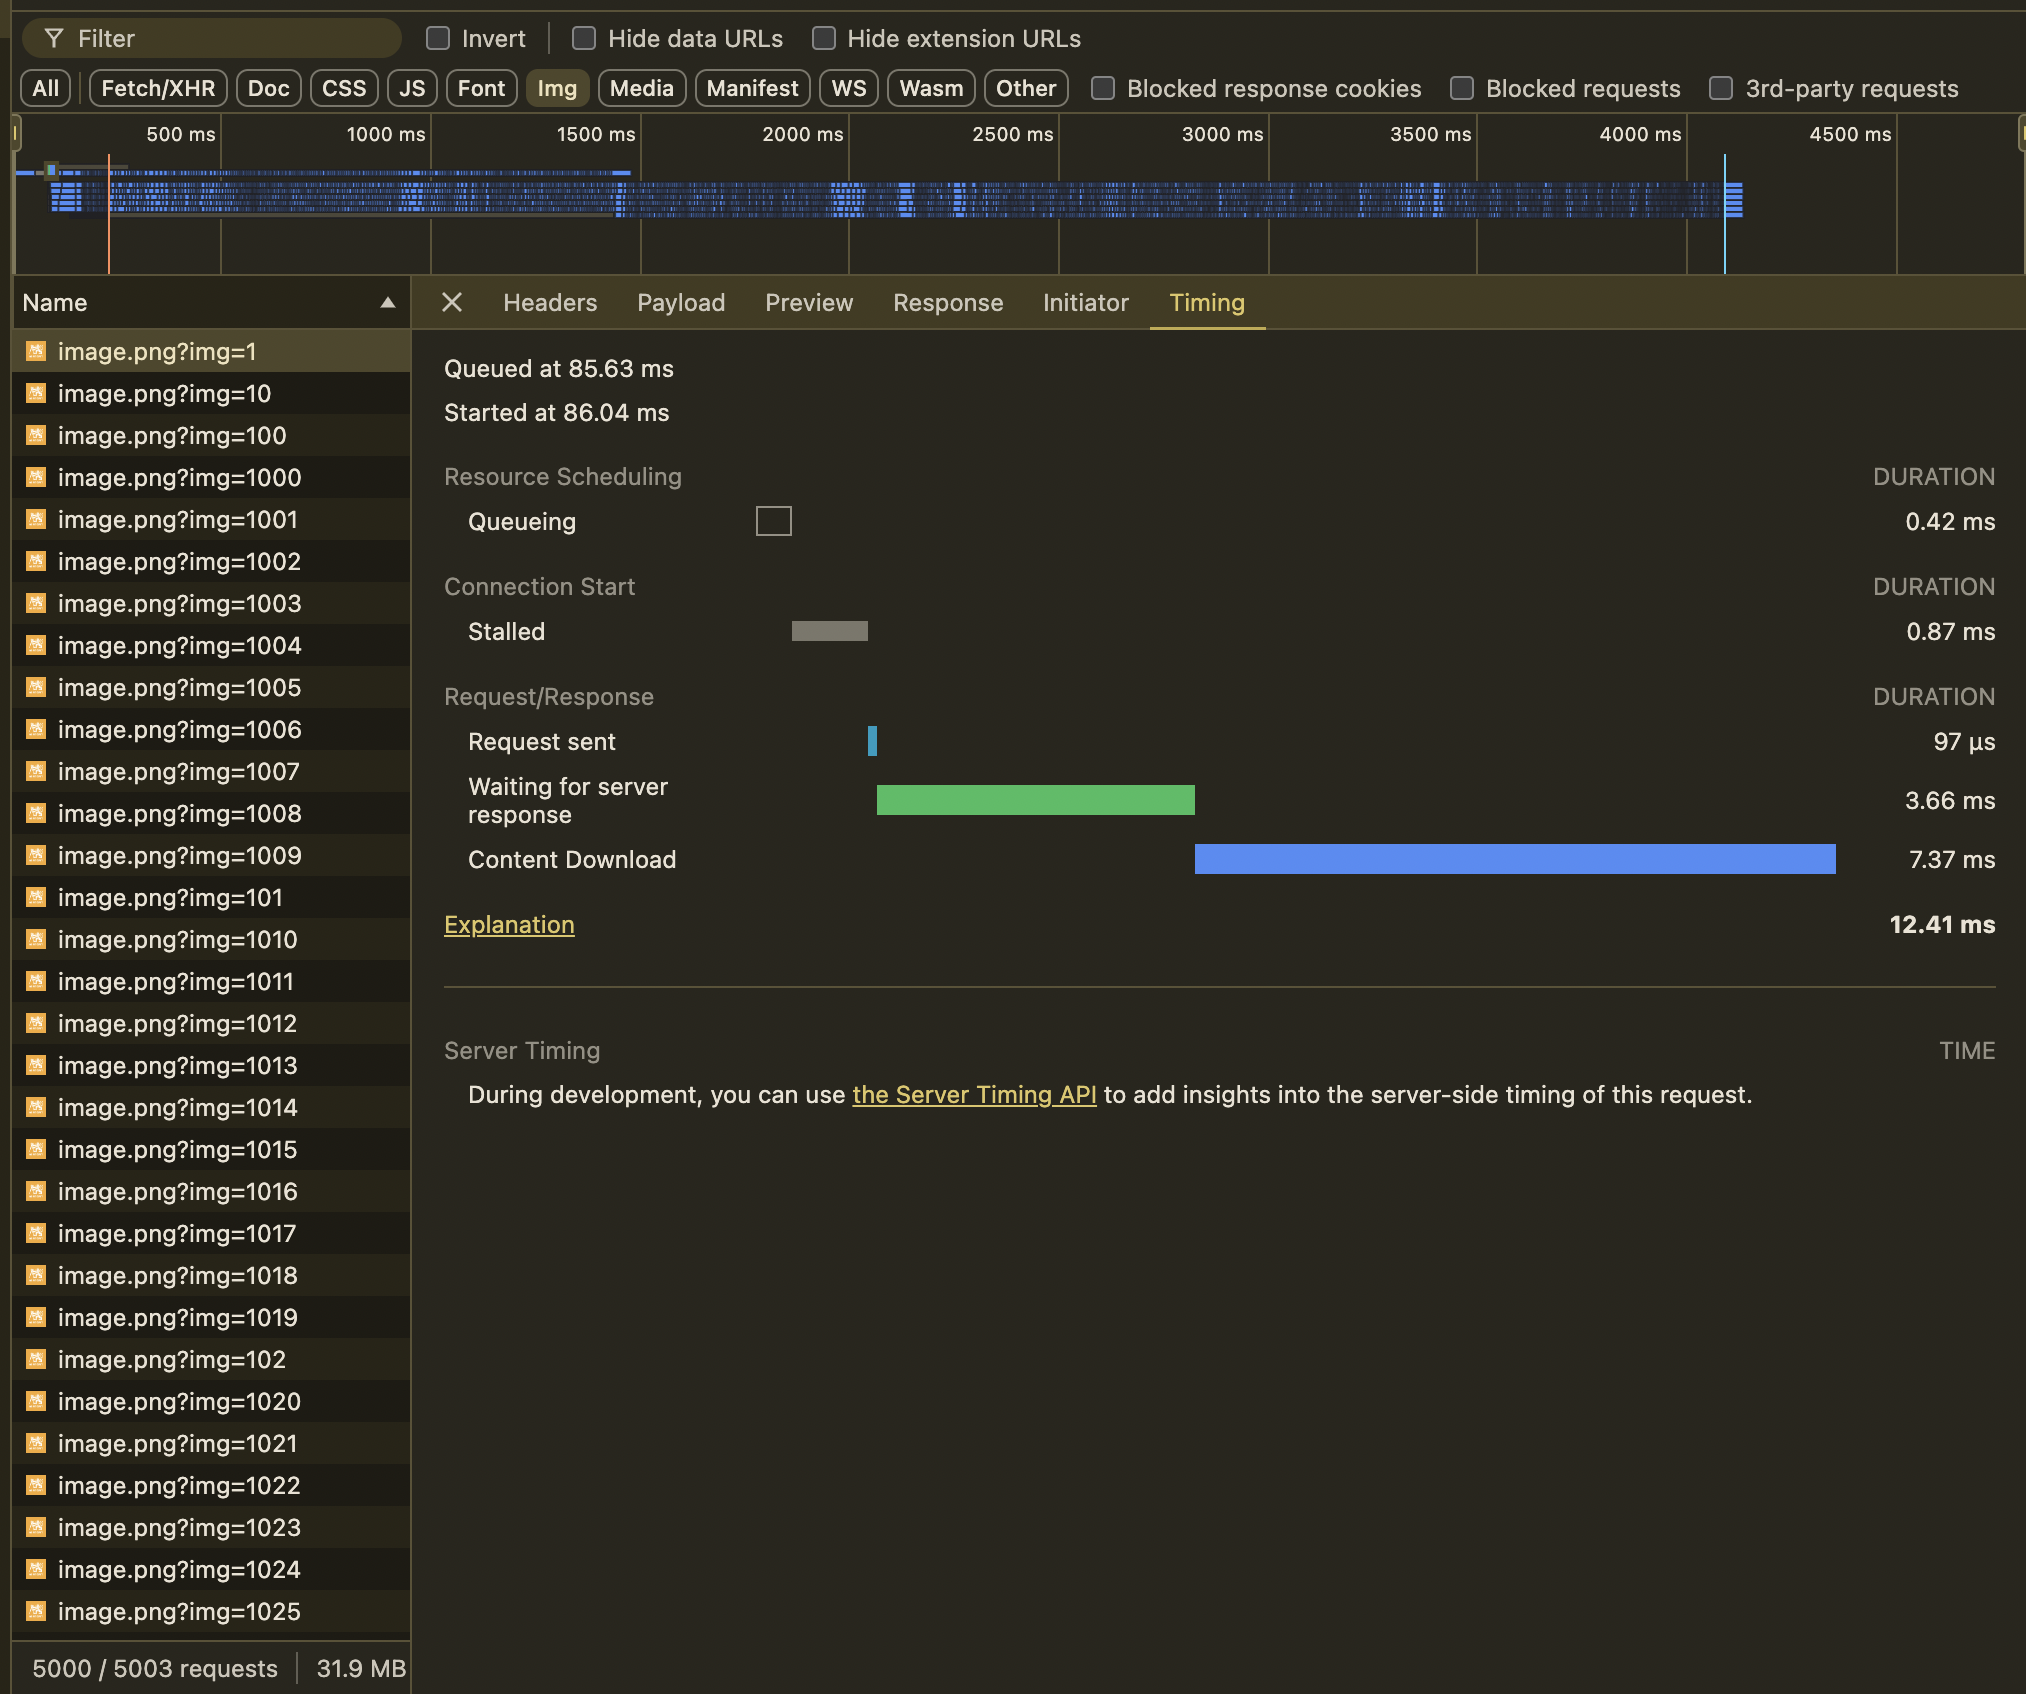 Filter Invert Hide data URLs Hide extension URLs
All Fetch/XHR Doc CSS JS Font Img Media Manifest WS Wasm Other Blocked response cookies Blocked requests 3rd-party requests
500 ms 1000 ms 1500 ms 2000 ms 2500 ms 3000 ms 3500 ms 4000 ms 4500 ms
Name
image.png?img=1
image.png?img=10
image.png?img=100
image.png?img=1000
image.png?img=1001
image.png?img=1002
image.png?img=1003
image.png?img=1004
image.png?img=1005
image.png?img=1006
image.png?img=1007
image.png?img=1008
image.png?img=1009
image.png?img=101
image.png?img=1010
image.png?img=1011
image.png?img=1012
image.png?img=1013
image.png?img=1014
image.png?img=1015
image.png?img=1016
image.png?img=1017
image.png?img=1018
image.png?img=1019
image.png?img=102
image.png?img=1020
image.png?img=1021
image.png?img=1022
image.png?img=1023
image.png?img=1024
image.png?img=1025
5000 / 5003 requests 31.9 MB
Headers Payload Preview Response Initiator Timing
Queued at 85.63 ms
Started at 86.04 ms
Resource Scheduling DURATION
Queueing 0.42 ms
Connection Start DURATION
Stalled 0.87 ms
Request/Response DURATION
Request sent 97 μs
Waiting for server
response 3.66 ms
Content Download 7.37 ms
Explanation 12.41 ms
Server Timing TIME
During development, you can use the Server Timing API to add insights into the server-side timing of this request.